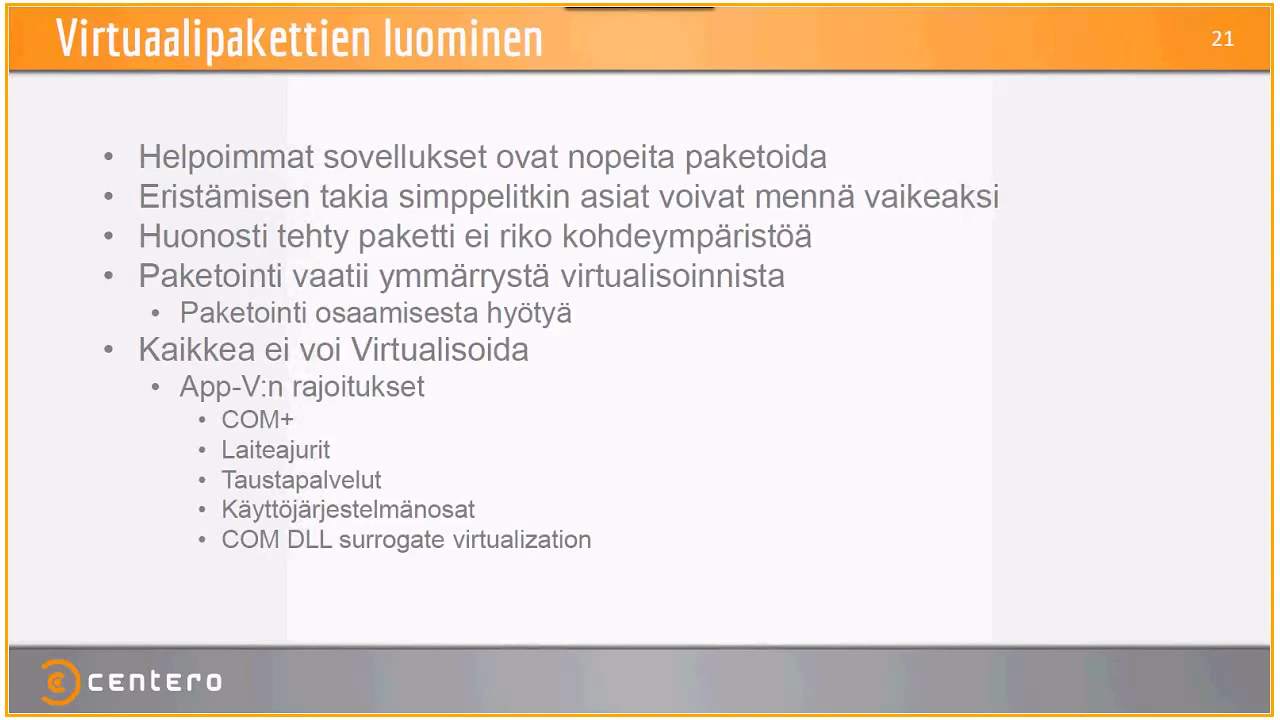 Virtuaalipakettien luominen
21
• Helpoimmat sovellukset ovat nopeita paketoida
• Eristämisen takia simppelitkin asiat voivat mennä vaikeaksi
• Huonosti tehty paketti ei riko kohdeympäristöä
• Paketointi vaatii ymmärrystä virtualisoinnista
• Paketointi osaamisesta hyötyä
• Kaikkea ei voi Virtualisoida
• App-V:n rajoitukset
• COM+
• Laiteajurit
• Taustapalvelut
• Käyttöjärjestelmänosat
• COM DLL surrogate virtualization
centero